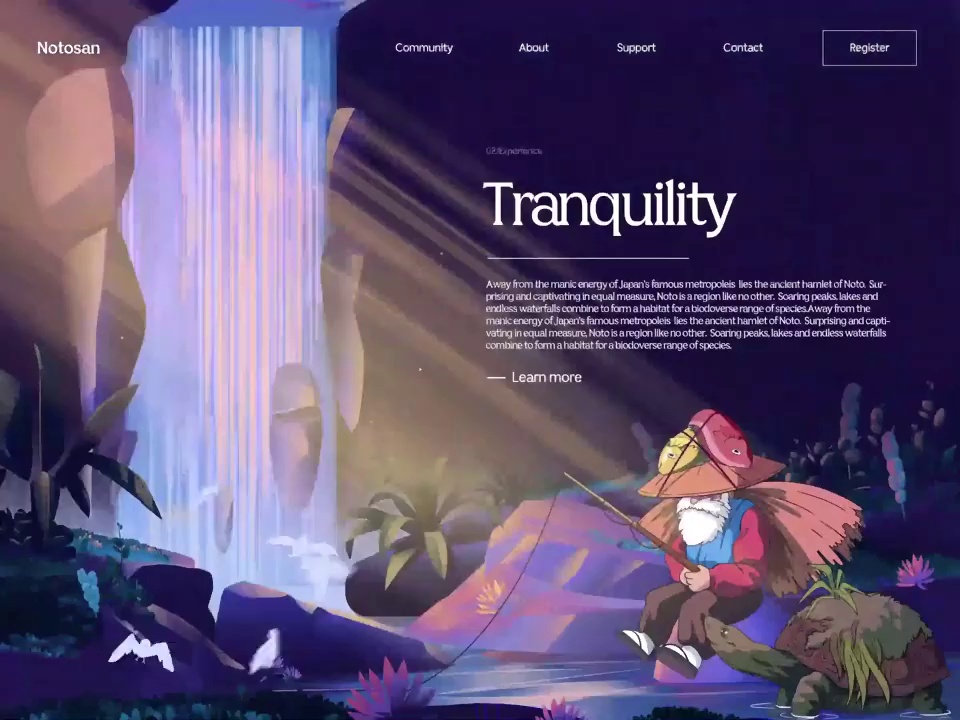 Notosan
Community
About
Support
Contact
Register
Experience
Tranquility
Away from the manic energy of Japan's famous metropoleis lies the ancient hamlet of Noto. Sur-
prising and captivating in equal measure, Noto is a region like no other. Soaring peaks, lakes and
endless waterfalls combine to form a habitat for a biodoverse range of species.Away from the
manic energy of Japan's famous metropoleis lies the ancient hamlet of Noto. Surprising and capti-
vating in equal measure, Noto is a region like no other. Soaring peaks, lakes and endless waterfalls
combine to form a habitat for a biodoverse range of species.
— Learn more